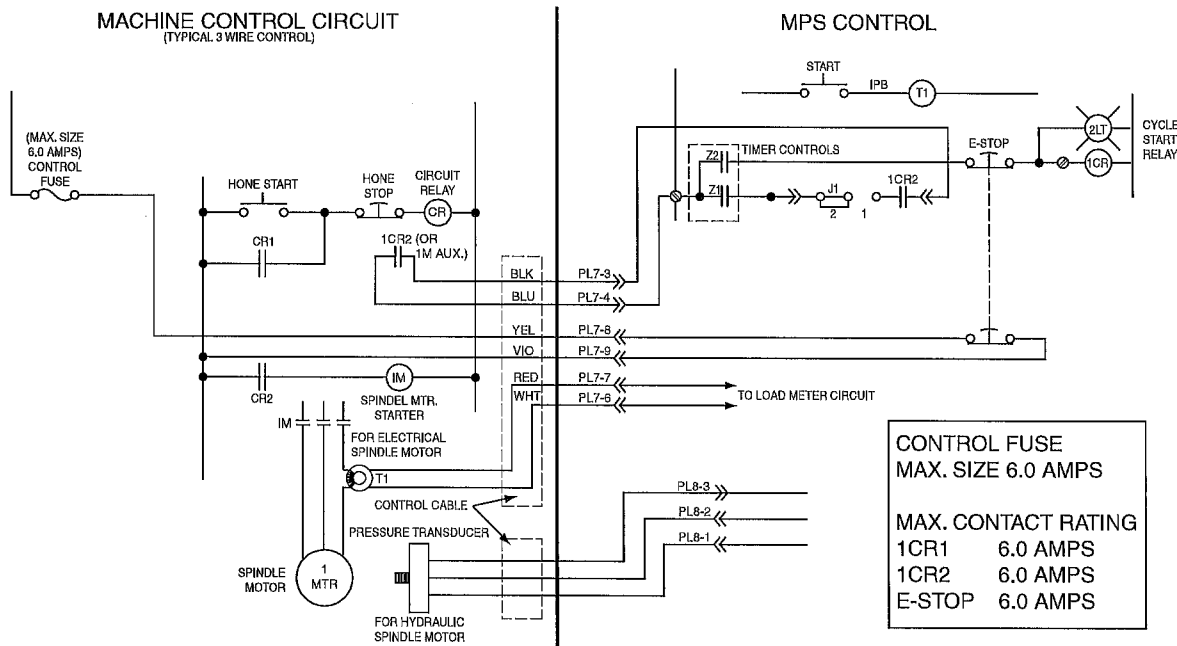 MACHINE CONTROL CIRCUIT
(TYPICAL 3 WIRE CONTROL)
(MAX. SIZE
6.0 AMPS)
CONTROL
FUSE
HONE START
HONE
STOP
CIRCUIT
RELAY
CR
CR1
1CR2 (OR
1M AUX.)
BLK
BLU
YEL
VIO
RED
WHT
CR2
IM
SPINDEL MTR.
STARTER
IM
FOR ELECTRICAL
SPINDLE MOTOR
T1
CONTROL CABLE
PRESSURE TRANSDUCER
SPINDLE
MOTOR
1
MTR
FOR HYDRAULIC
SPINDLE MOTOR
MPS CONTROL
START
IPB
T1
2LT
CYCLE
START
RELAY
1CR
E-STOP
TIMER CONTROLS
Z2
Z1
J1
2
1
1CR2
PL7-3
PL7-4
PL7-8
PL7-9
PL7-7
PL7-6
TO LOAD METER CIRCUIT
PL8-3
PL8-2
PL8-1
CONTROL FUSE
MAX. SIZE 6.0 AMPS
MAX. CONTACT RATING
1CR1 6.0 AMPS
1CR2 6.0 AMPS
E-STOP 6.0 AMPS